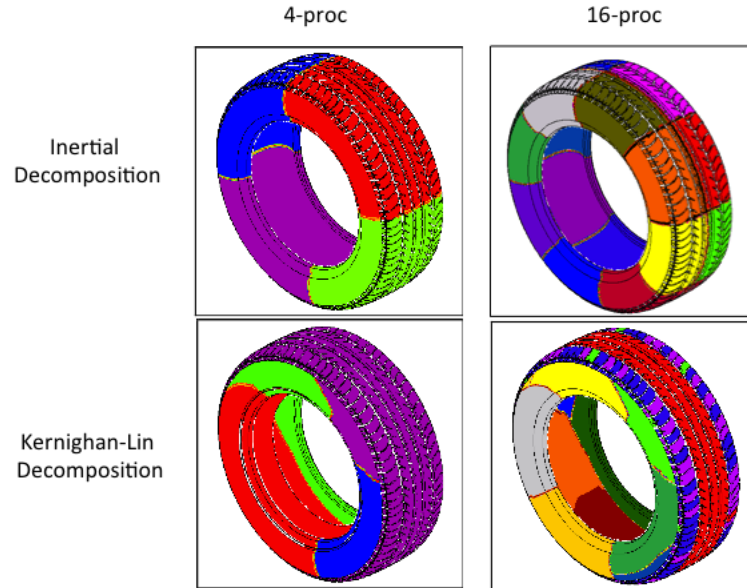 4-proc
16-proc
Inertial
Decomposition
Kernighan-Lin
Decomposition